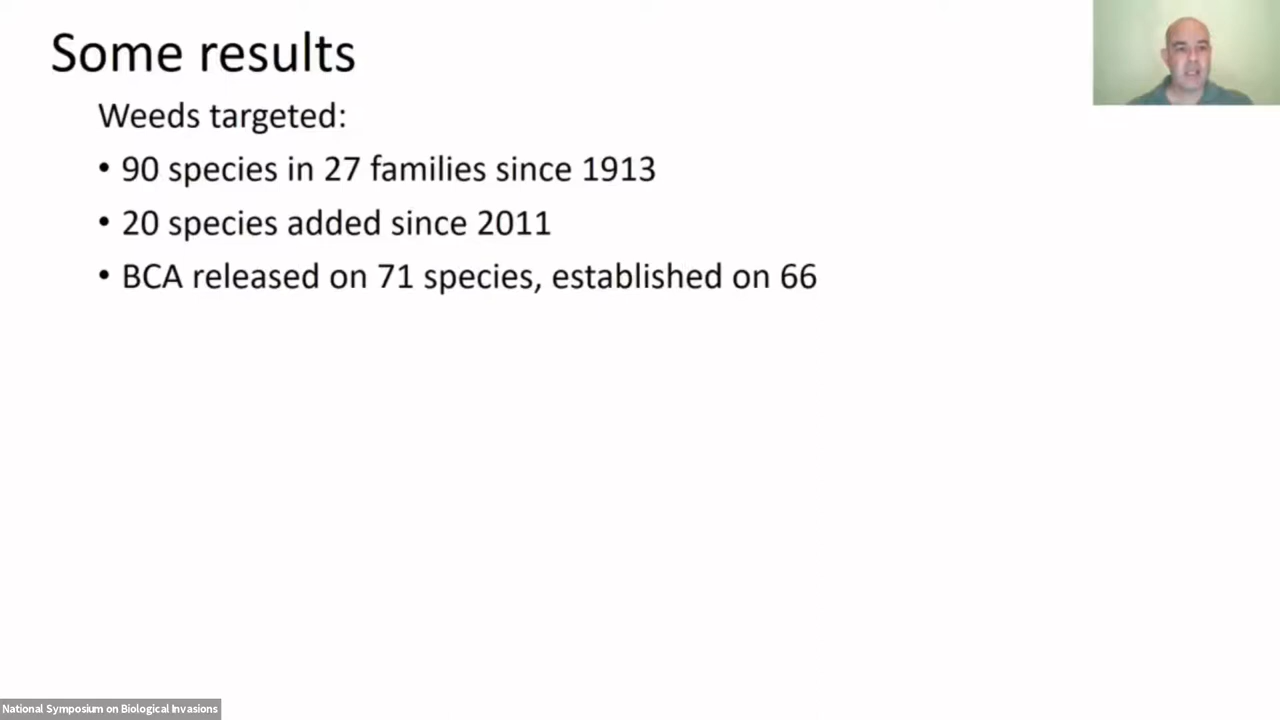 Some results
Weeds targeted:
• 90 species in 27 families since 1913
• 20 species added since 2011
• BCA released on 71 species, established on 66
National Symposium on Biological Invasions